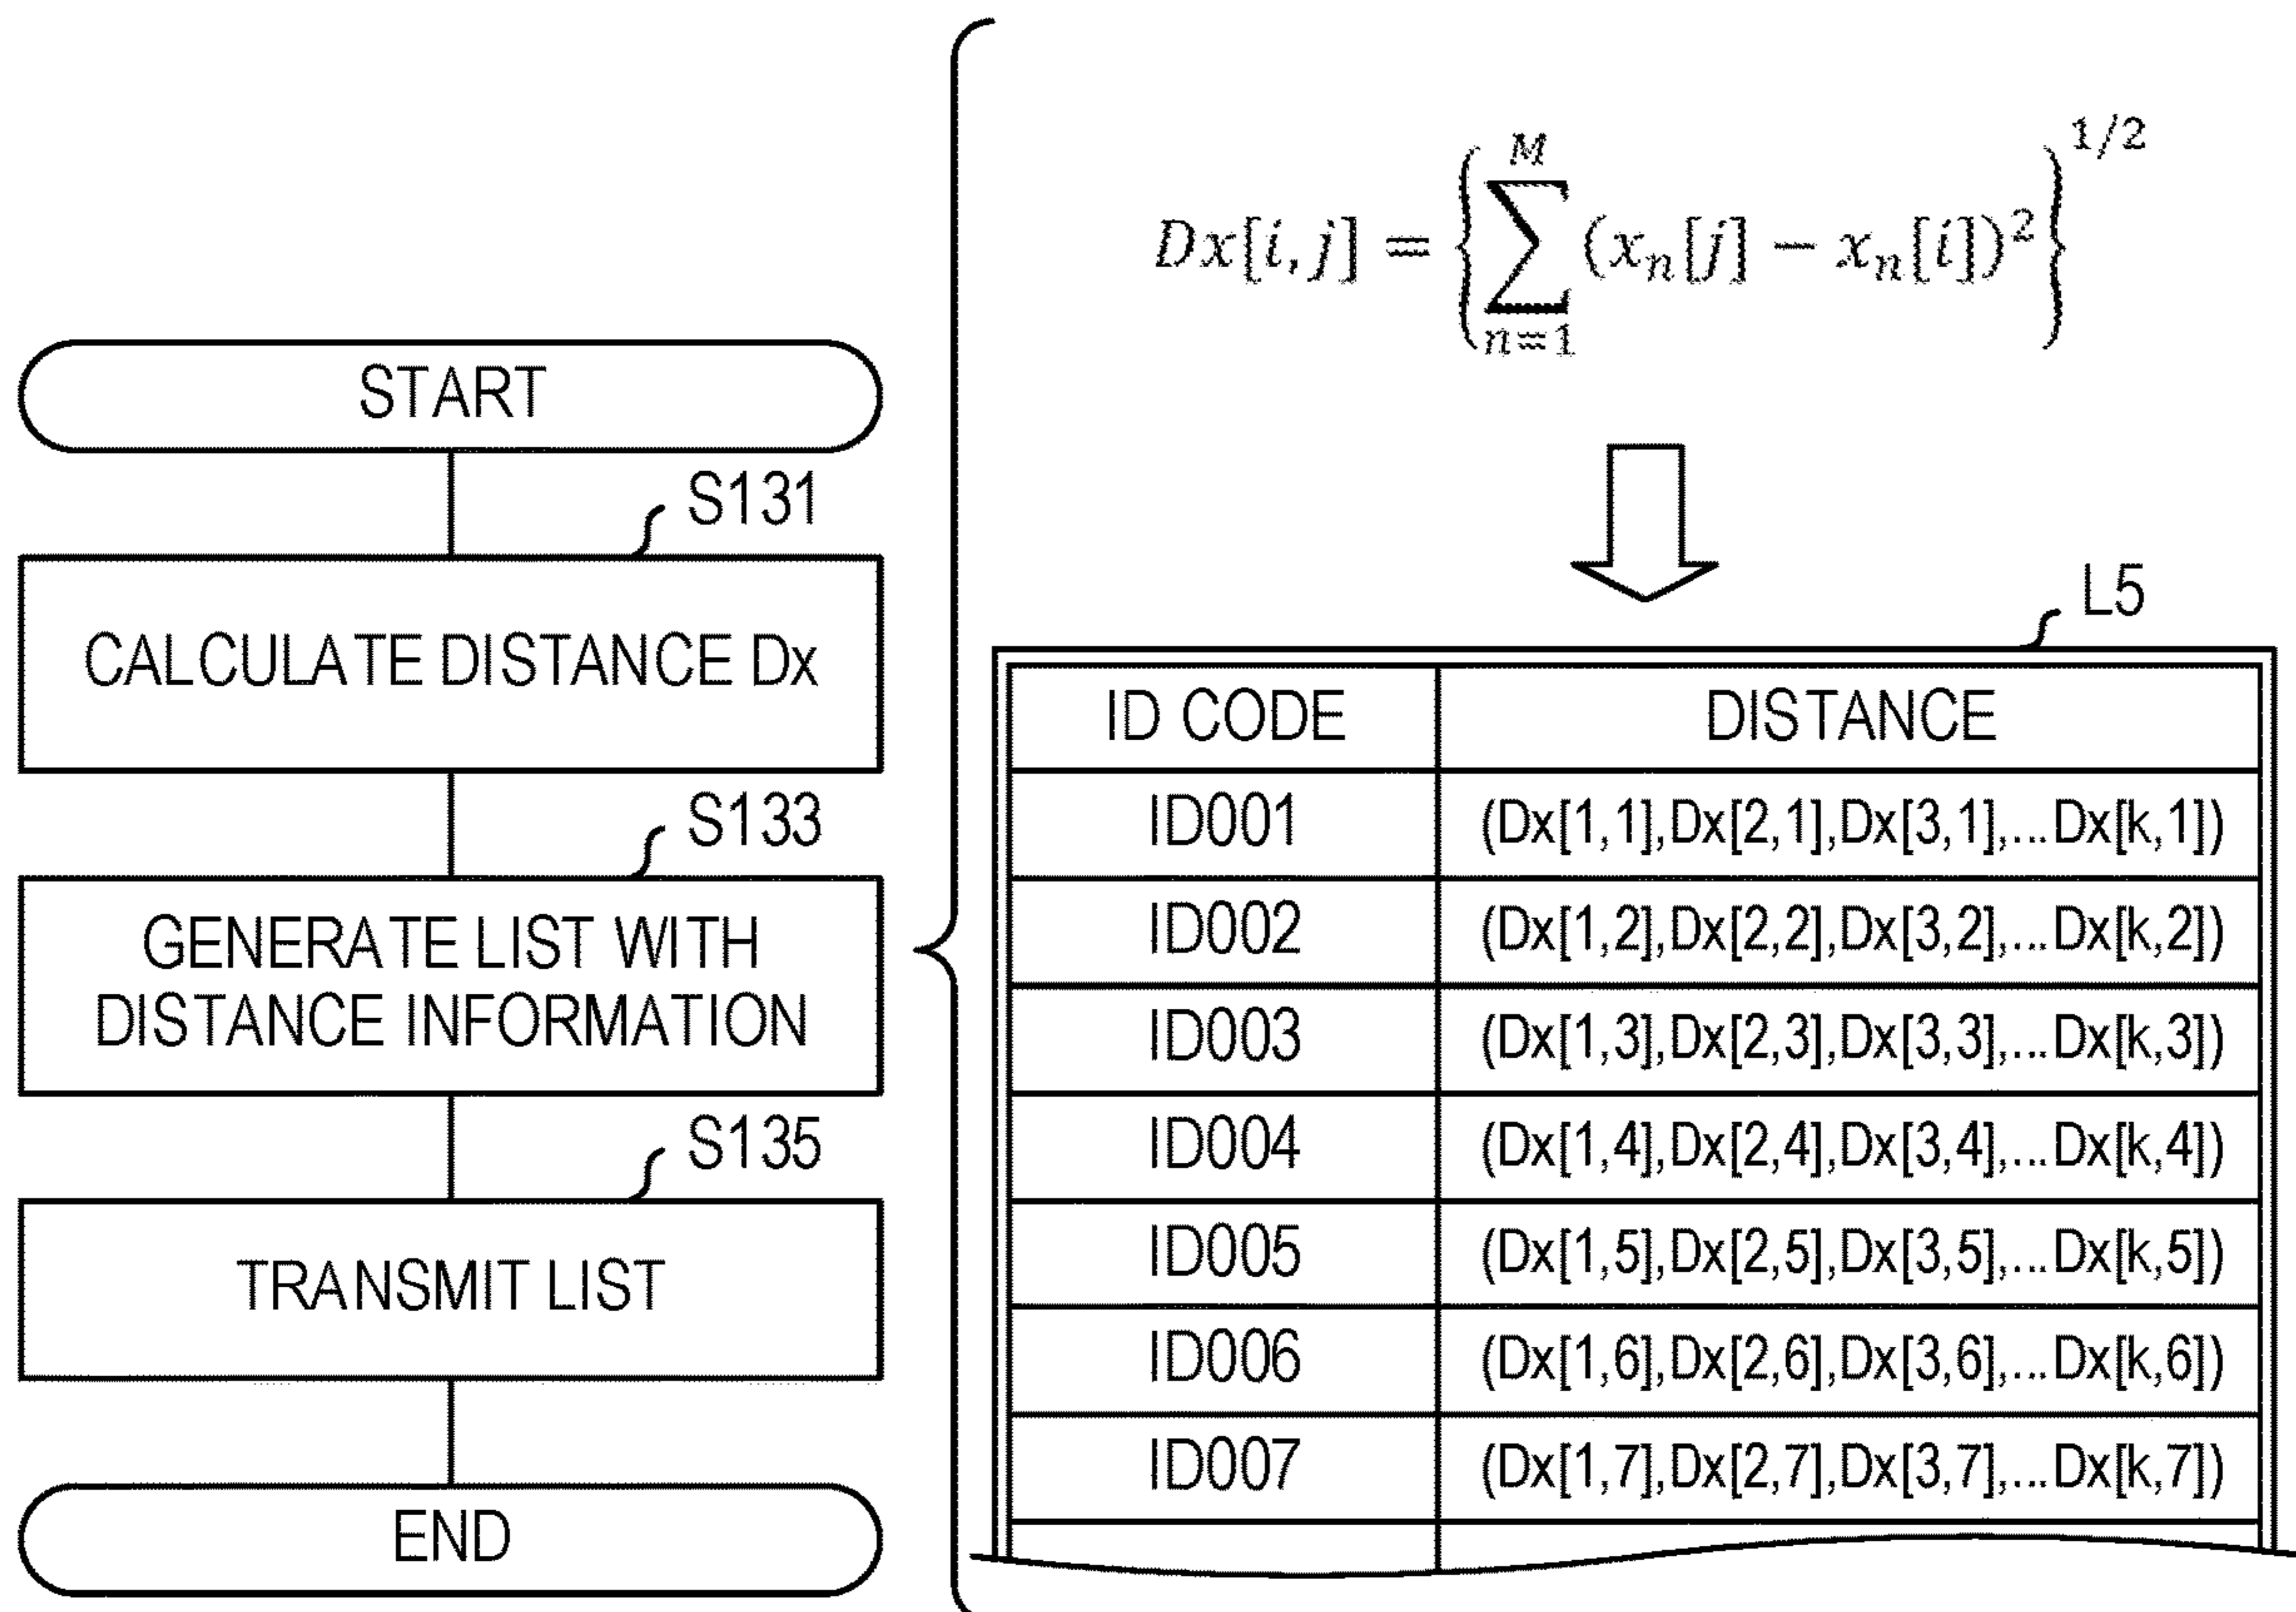 START
S131
CALCULATE DISTANCE Dx
S133
GENERATE LIST WITH
DISTANCE INFORMATION
S135
TRANSMIT LIST
END
Dx[i, j] = {∑_{n=1}^{M} (x_n[j] − x_n[i])^2}^{1/2}
L5
ID CODE DISTANCE
ID001 (Dx[1,1],Dx[2,1],Dx[3,1],...Dx[k,1])
ID002 (Dx[1,2],Dx[2,2],Dx[3,2],...Dx[k,2])
ID003 (Dx[1,3],Dx[2,3],Dx[3,3],...Dx[k,3])
ID004 (Dx[1,4],Dx[2,4],Dx[3,4],...Dx[k,4])
ID005 (Dx[1,5],Dx[2,5],Dx[3,5],...Dx[k,5])
ID006 (Dx[1,6],Dx[2,6],Dx[3,6],...Dx[k,6])
ID007 (Dx[1,7],Dx[2,7],Dx[3,7],...Dx[k,7])